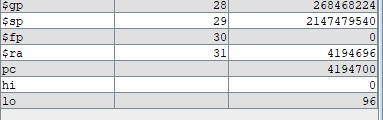 $gp 28 268468224
$sp 29 2147479540
$fp 30 0
$ra 31 4194696
pc 4194700
hi 0
lo 96